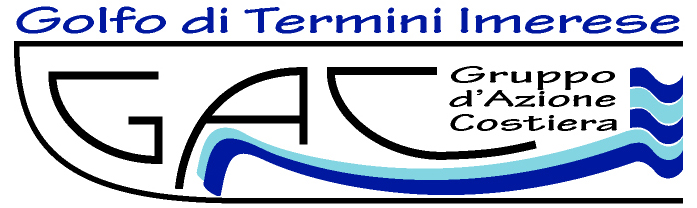 Golfo di Termini Imerese
GAC
Gruppo
d'Azione
Costiera